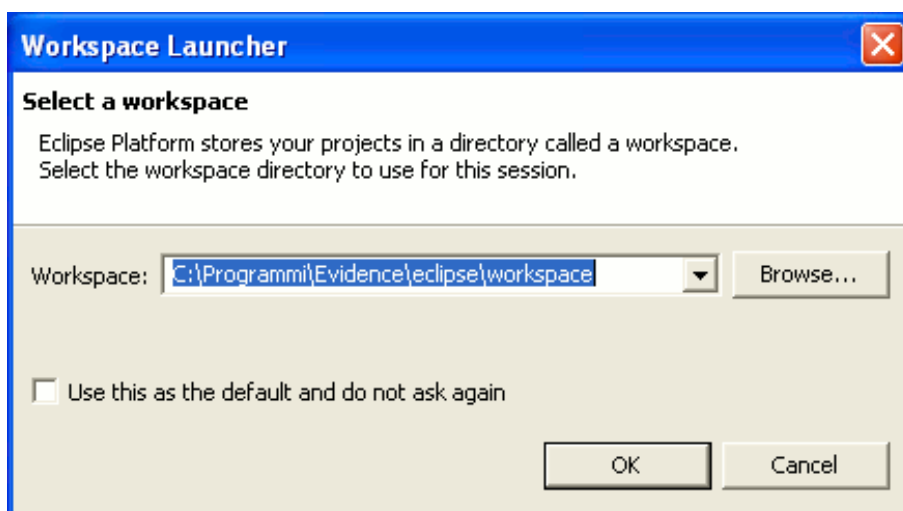 Workspace Launcher
Select a workspace
Eclipse Platform stores your projects in a directory called a workspace.
Select the workspace directory to use for this session.
Workspace: C:\Programmi\Evidence\eclipse\workspace Browse...
Use this as the default and do not ask again
OK Cancel